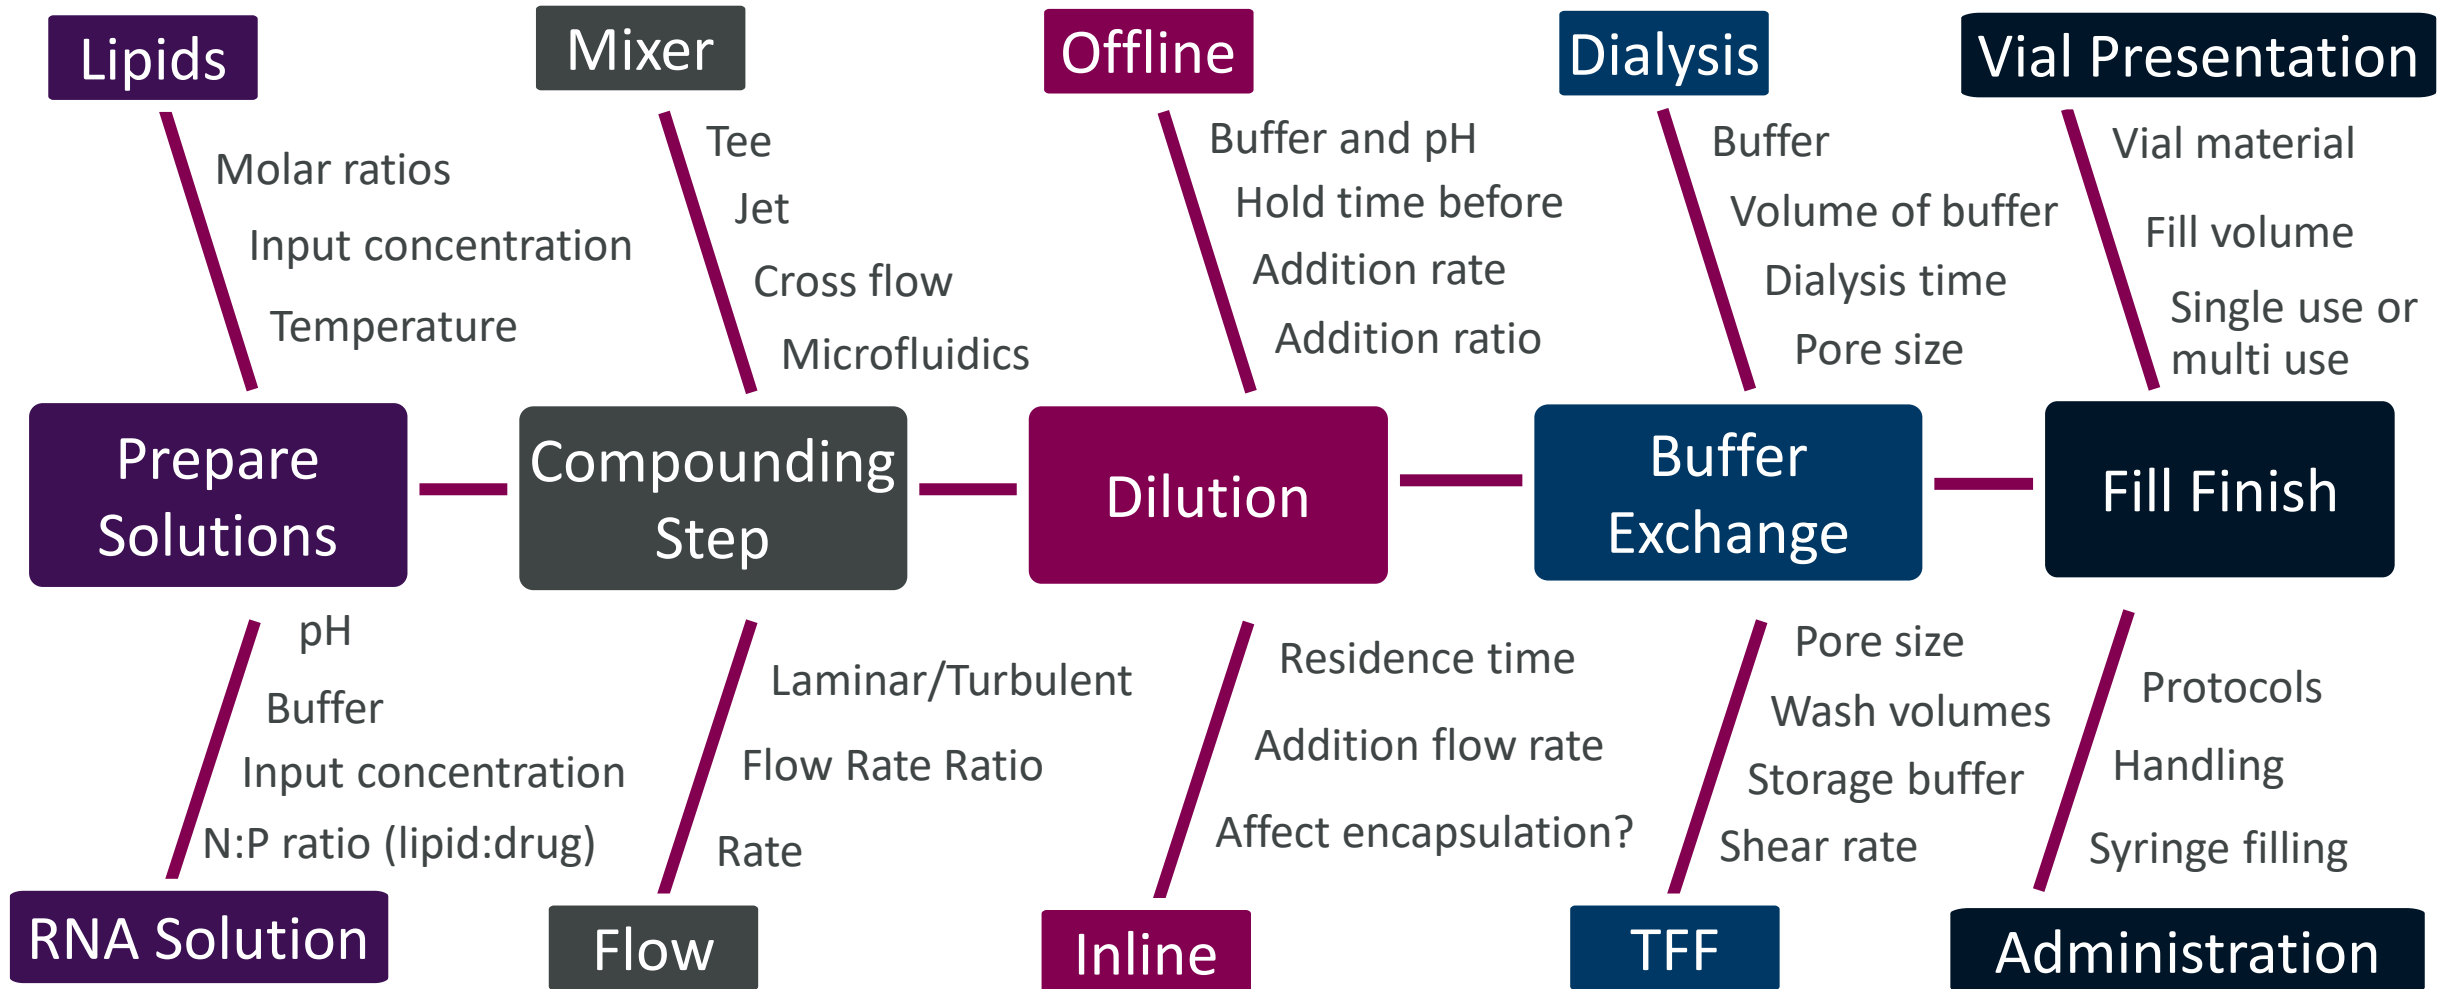 Lipids
Molar ratios
Input concentration
Temperature
Mixer
Tee
Jet
Cross flow
Microfluidics
Offline
Buffer and pH
Hold time before
Addition rate
Addition ratio
Dialysis
Buffer
Volume of buffer
Dialysis time
Pore size
Vial Presentation
Vial material
Fill volume
Single use or
multi use
Prepare
Solutions
Compounding
Step
Dilution
Buffer
Exchange
Fill Finish
pH
Buffer
Input concentration
N:P ratio (lipid:drug)
RNA Solution
Laminar/Turbulent
Flow Rate Ratio
Rate
Flow
Residence time
Addition flow rate
Affect encapsulation?
Inline
Pore size
Wash volumes
Storage buffer
Shear rate
TFF
Protocols
Handling
Syringe filling
Administration